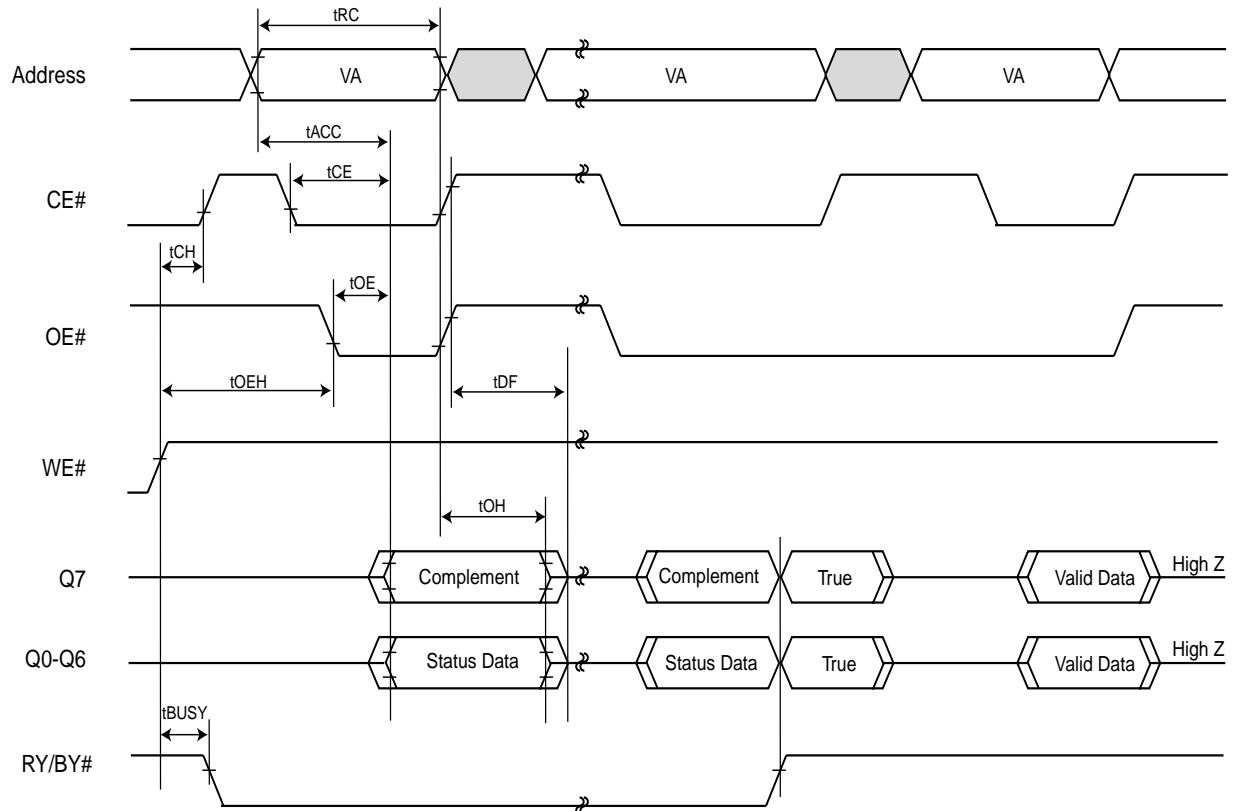 tRC
Address
VA
VA
VA
tACC
tCE
CE#
tCH
tOE
OE#
tOEH
tDF
WE#
tOH
Q7
Complement
Complement
True
Valid Data
High Z
Q0-Q6
Status Data
Status Data
True
Valid Data
High Z
tBUSY
RY/BY#